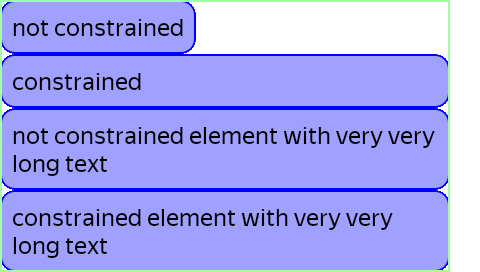 not constrained
constrained
not constrained element with very very
long text
constrained element with very very
long text